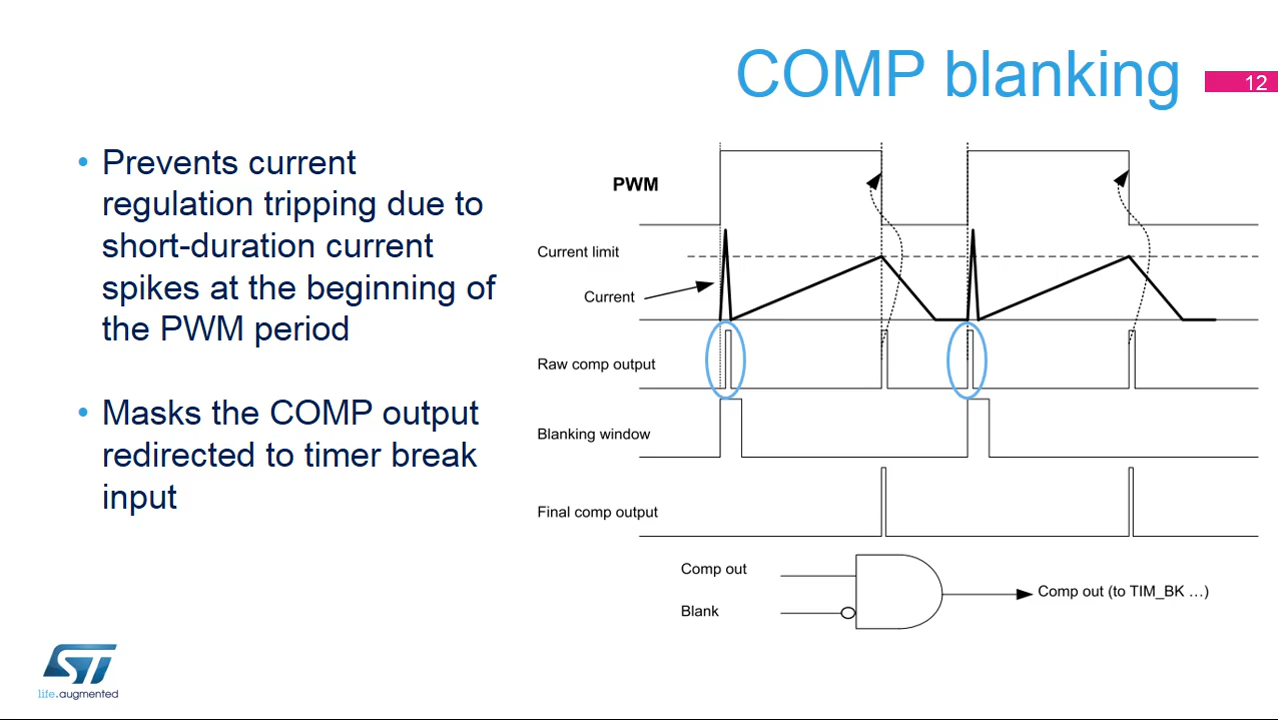 COMP blanking
12
• Prevents current
regulation tripping due to
short-duration current
spikes at the beginning of
the PWM period
• Masks the COMP output
redirected to timer break
input
PWM
Current limit
Current
Raw comp output
Blanking window
Final comp output
Comp out
Blank
Comp out (to TIM_BK …)
ST
life.augmented